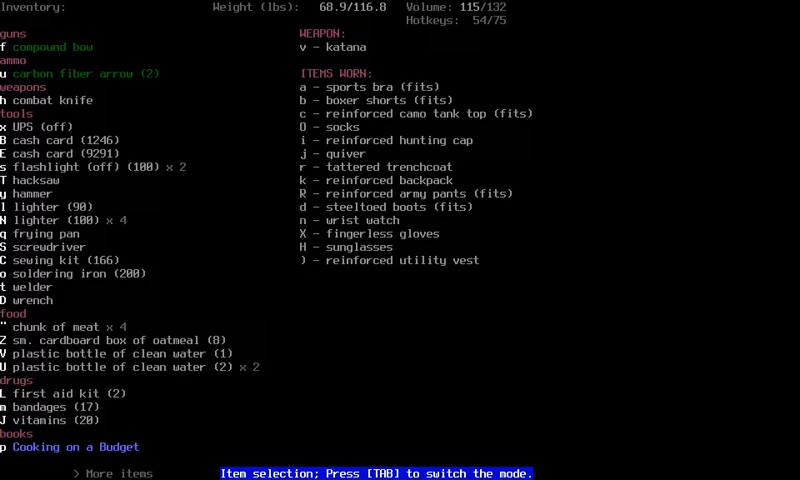 Inventory: Weight (lbs): 68.9/116.8 Volume: 115/132
Hotkeys: 54/75
guns
f compound bow
ammo
u carbon fiber arrow (2)
weapons
h combat knife
tools
x UPS (off)
B cash card (1246)
E cash card (9291)
s flashlight (off) (100) x 2
T hacksaw
y hammer
l lighter (90)
N lighter (100) x 4
q frying pan
S screwdriver
C sewing kit (166)
o soldering iron (200)
t welder
D wrench
food
" chunk of meat x 4
Z sm. cardboard box of oatmeal (8)
V plastic bottle of clean water (1)
U plastic bottle of clean water (2) x 2
drugs
L first aid kit (2)
m bandages (17)
J vitamins (20)
books
p Cooking on a Budget
WEAPON:
v - katana
ITEMS WORN:
a - sports bra (fits)
b - boxer shorts (fits)
c - reinforced camo tank top (fits)
O - socks
i - reinforced hunting cap
j - quiver
r - tattered trenchcoat
k - reinforced backpack
R - reinforced army pants (fits)
d - steeltoed boots (fits)
n - wrist watch
X - fingerless gloves
H - sunglasses
) - reinforced utility vest
> More items Item selection; Press [TAB] to switch the mode.